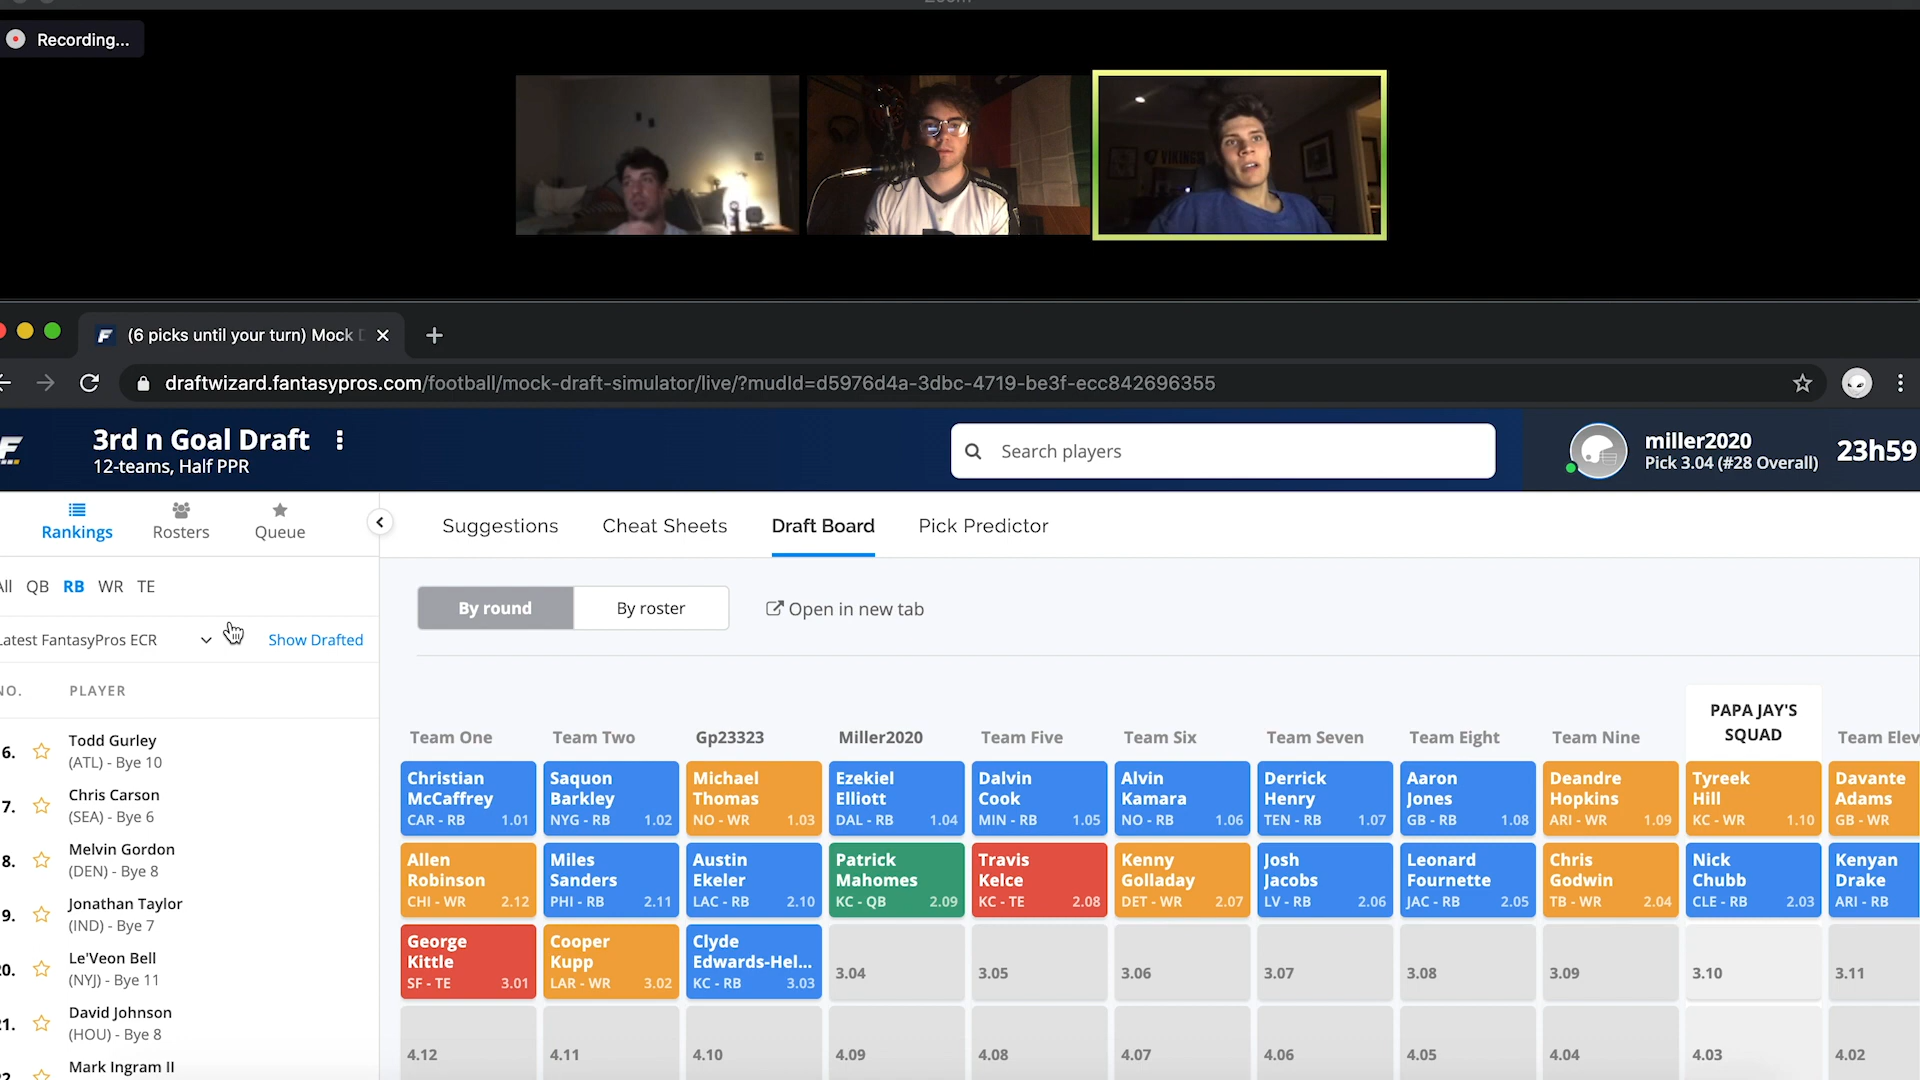 Recording...
VIKINGS
(6 picks until your turn) Mock
draftwizard.fantasypros.com/football/mock-draft-simulator/live/?mudId=d5976d4a-3dbc-4719-be3f-ecc842696355
3rd n Goal Draft
12-teams, Half PPR
Search players
miller2020
Pick 3.04 (#28 Overall)
23h59
Rankings
Rosters
Queue
Suggestions
Cheat Sheets
Draft Board
Pick Predictor
All QB RB WR TE
By round
By roster
Open in new tab
Latest FantasyPros ECR
Show Drafted
NO. PLAYER
6. Todd Gurley
(ATL) - Bye 10
7. Chris Carson
(SEA) - Bye 6
8. Melvin Gordon
(DEN) - Bye 8
9. Jonathan Taylor
(IND) - Bye 7
0. Le'Veon Bell
(NYJ) - Bye 11
1. David Johnson
(HOU) - Bye 8
Mark Ingram II
PAPA JAY'S
SQUAD
Team One Team Two Gp23323 Miller2020 Team Five Team Six Team Seven Team Eight Team Nine Team Elev
Christian Saquon Michael Ezekiel Dalvin Alvin Derrick Aaron Deandre Tyreek Davante
McCaffrey Barkley Thomas Elliott Cook Kamara Henry Jones Hopkins Hill Adams
CAR - RB 1.01 NYG - RB 1.02 NO - WR 1.03 DAL - RB 1.04 MIN - RB 1.05 NO - RB 1.06 TEN - RB 1.07 GB - RB 1.08 ARI - WR 1.09 KC - WR 1.10 GB - WR
Allen Miles Austin Patrick Travis Kenny Josh Leonard Chris Nick Kenyan
Robinson Sanders Ekeler Mahomes Kelce Golladay Jacobs Fournette Godwin Chubb Drake
CHI - WR 2.12 PHI - RB 2.11 LAC - RB 2.10 KC - QB 2.09 KC - TE 2.08 DET - WR 2.07 LV - RB 2.06 JAC - RB 2.05 TB - WR 2.04 CLE - RB 2.03 ARI - RB
George Cooper Clyde
Kittle Kupp Edwards-Hel...
SF - TE 3.01 LAR - WR 3.02 KC - RB 3.03 3.04 3.05 3.06 3.07 3.08 3.09 3.10 3.11
4.12 4.11 4.10 4.09 4.08 4.07 4.06 4.05 4.04 4.03 4.02